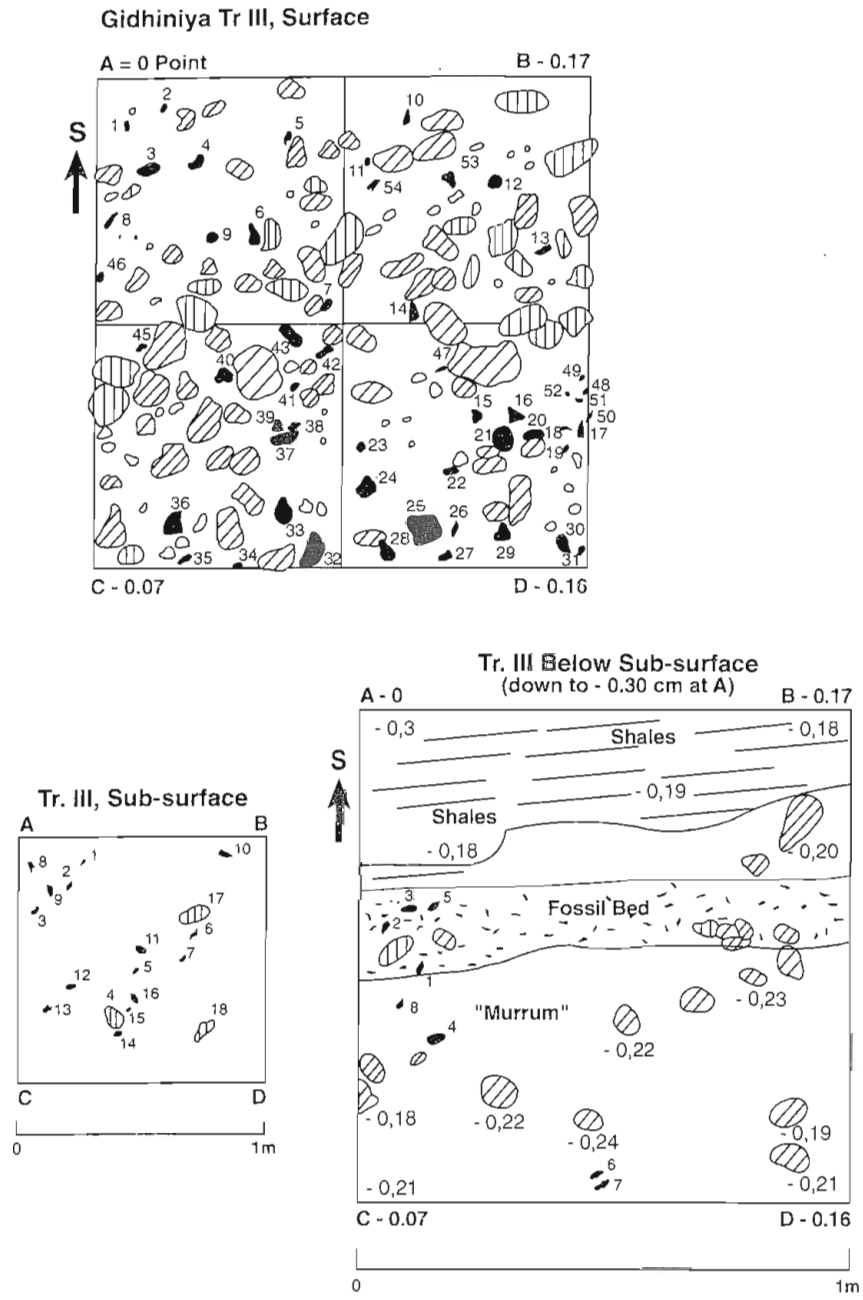 Gidhiniya Tr III, Surface
A = 0 Point B - 0.17
S
2 10
1 5
3 4 11 53
54 12
8 9 6 13
46 7 14
45 43 47
40 42 49 48
41 52 51
39 38 15 16 20 50
37 23 21 18 17
19
24 22
36 33 25 26 30
35 34 32 28 27 29 31
C - 0.07 D - 0.16
Tr. III Below Sub-surface
(down to - 0.30 cm at A)
A - 0 B - 0.17
- 0,3 Shales - 0,18
- 0,19
Shales
- 0,18 - 0,20
3 5 Fossil Bed
2
1
8 "Murrum" - 0,23
4 - 0,22
- 0,18 - 0,22 - 0,24 - 0,19
6
- 0,21 7 - 0,21
C - 0.07 D - 0.16
0 1m
S
Tr. III, Sub-surface
A B
8 2 1 10
9
3 17
11 6
5 7
12 16
13 4 15 18
14
C D
0 1m